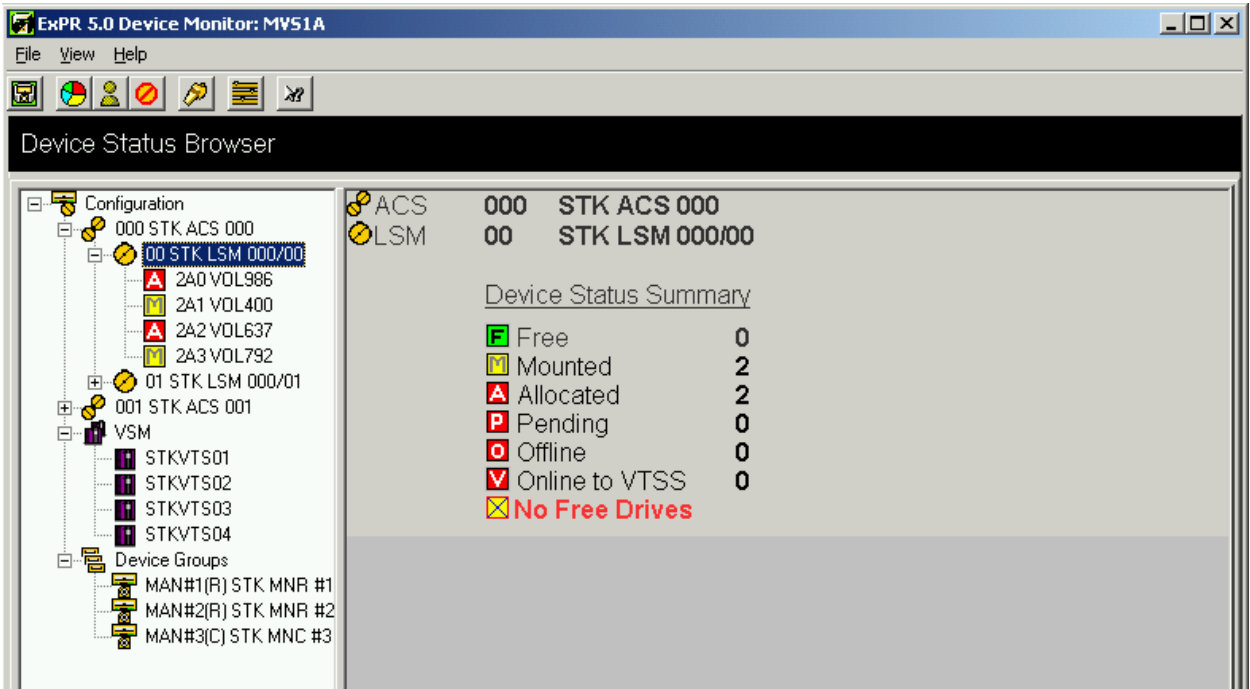 ExPR 5.0 Device Monitor: MVS1A
File View Help
Device Status Browser
Configuration
000 STK ACS 000
00 STK LSM 000/00
A 2A0 VOL986
M 2A1 VOL400
A 2A2 VOL637
M 2A3 VOL792
01 STK LSM 000/01
001 STK ACS 001
VSM
STKVTS01
STKVTS02
STKVTS03
STKVTS04
Device Groups
MAN#1(R) STK MNR #1
MAN#2(R) STK MNR #2
MAN#3(C) STK MNC #3
ACS 000 STK ACS 000
LSM 00 STK LSM 000/00
Device Status Summary
F Free 0
M Mounted 2
A Allocated 2
P Pending 0
O Offline 0
V Online to VTSS 0
No Free Drives